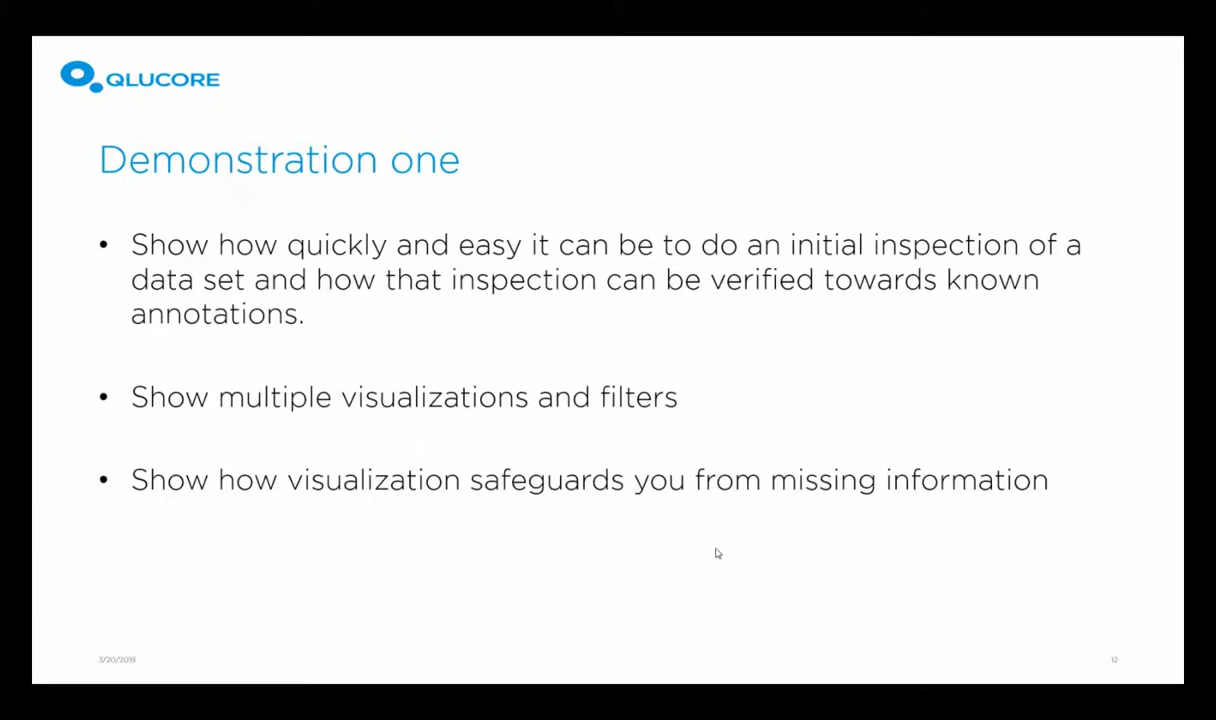 QLUCORE
Demonstration one
• Show how quickly and easy it can be to do an initial inspection of a
data set and how that inspection can be verified towards known
annotations.
• Show multiple visualizations and filters
• Show how visualization safeguards you from missing information
3/20/2019
12